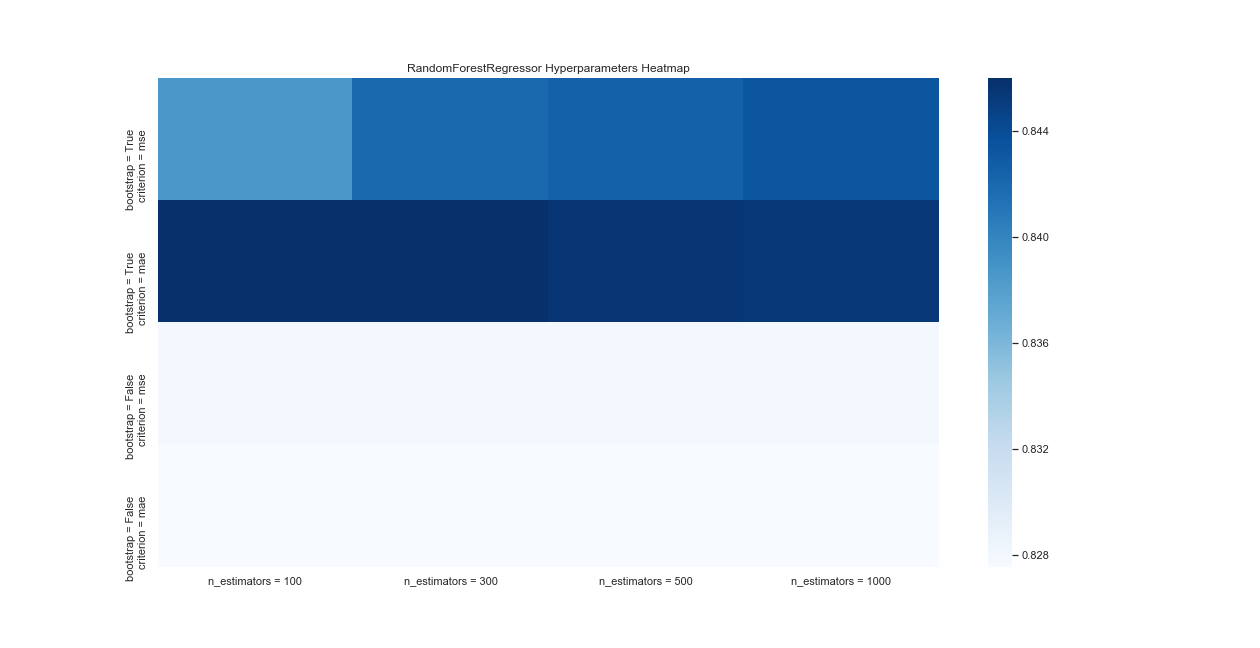 RandomForestRegressor Hyperparameters Heatmap
bootstrap = True
criterion = mse
bootstrap = True
criterion = mae
bootstrap = False
criterion = mse
bootstrap = False
criterion = mae
n_estimators = 100
n_estimators = 300
n_estimators = 500
n_estimators = 1000
0.844
0.840
0.836
0.832
0.828